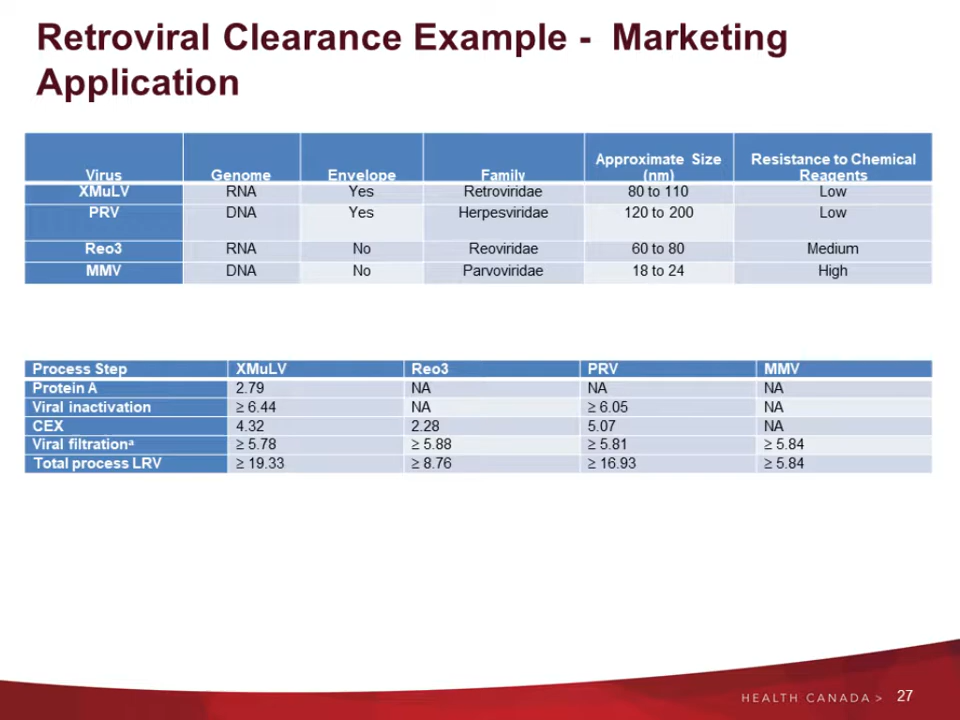 Retroviral Clearance Example -  Marketing
Application
Virus Genome Envelope Family Approximate Size (nm) Resistance to Chemical Reagents
XMuLV RNA Yes Retroviridae 80 to 110 Low
PRV DNA Yes Herpesviridae 120 to 200 Low
Reo3 RNA No Reoviridae 60 to 80 Medium
MMV DNA No Parvoviridae 18 to 24 High
Process Step XMuLV Reo3 PRV MMV
Protein A 2.79 NA NA NA
Viral inactivation ≥ 6.44 NA ≥ 6.05 NA
CEX 4.32 2.28 5.07 NA
Viral filtrationᵃ ≥ 5.78 ≥ 5.88 ≥ 5.81 ≥ 5.84
Total process LRV ≥ 19.33 ≥ 8.76 ≥ 16.93 ≥ 5.84
HEALTH CANADA > 27